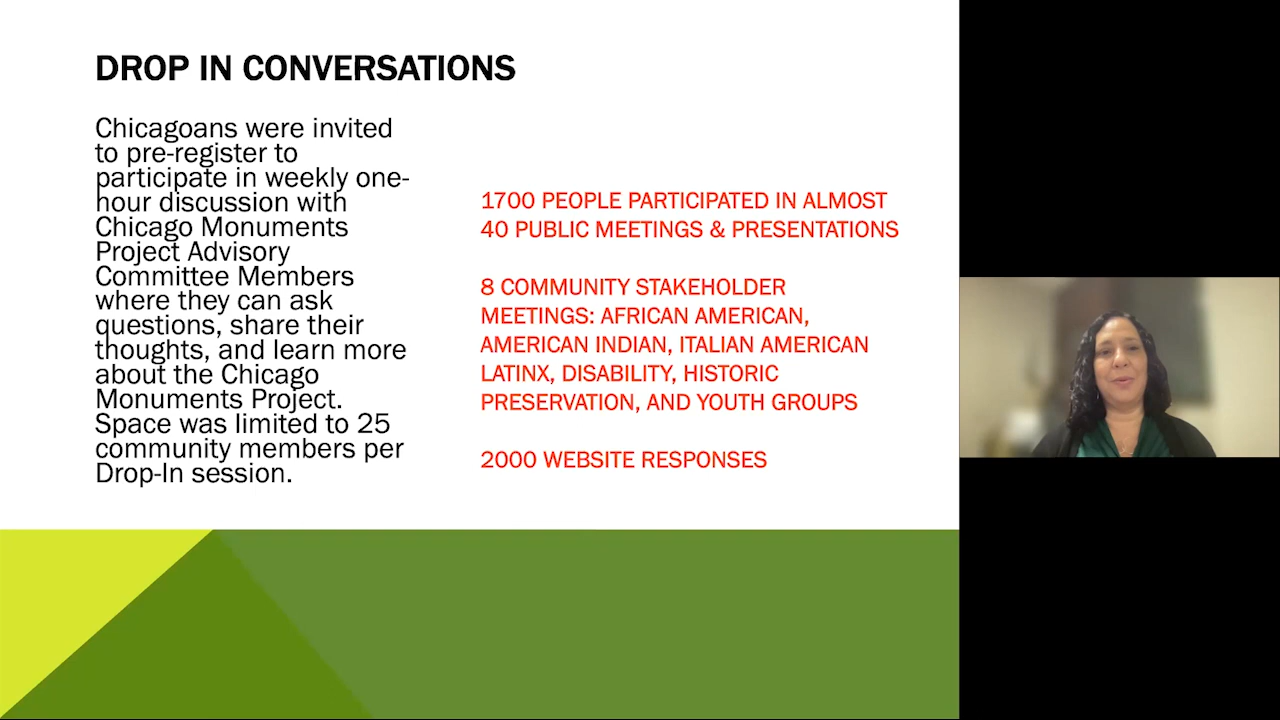 DROP IN CONVERSATIONS
Chicagoans were invited
to pre-register to
participate in weekly one-
hour discussion with
Chicago Monuments
Project Advisory
Committee Members
where they can ask
questions, share their
thoughts, and learn more
about the Chicago
Monuments Project.
Space was limited to 25
community members per
Drop-In session.
1700 PEOPLE PARTICIPATED IN ALMOST
40 PUBLIC MEETINGS & PRESENTATIONS
8 COMMUNITY STAKEHOLDER
MEETINGS: AFRICAN AMERICAN,
AMERICAN INDIAN, ITALIAN AMERICAN
LATINX, DISABILITY, HISTORIC
PRESERVATION, AND YOUTH GROUPS
2000 WEBSITE RESPONSES